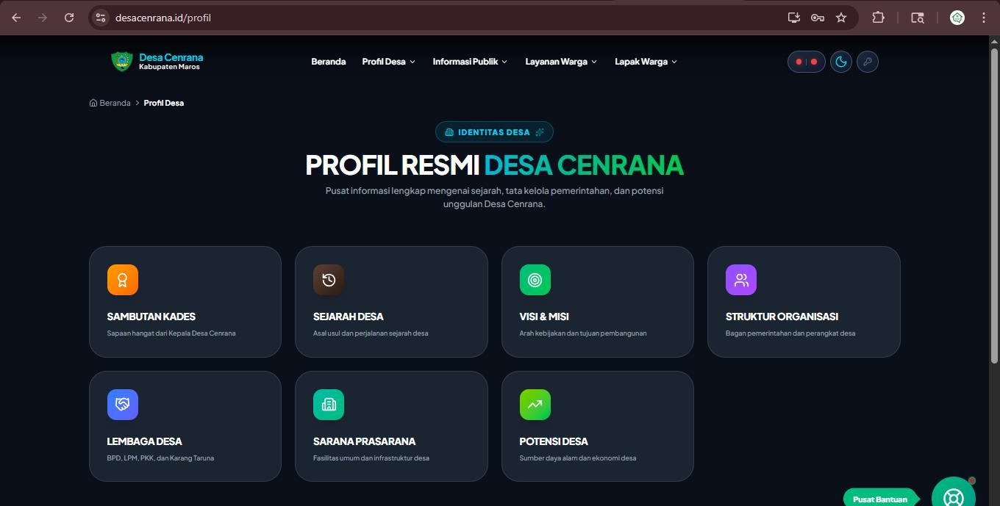 desacenrana.id/profil
Desa Cenrana
Kabupaten Maros
Beranda
Profil Desa
Informasi Publik
Layanan Warga
Lapak Warga
Beranda > Profil Desa
IDENTITAS DESA
PROFIL RESMI DESA CENRANA
Pusat informasi lengkap mengenai sejarah, tata kelola pemerintahan, dan potensi
unggulan Desa Cenrana.
SAMBUTAN KADES
Sapaan hangat dari Kepala Desa Cenrana
SEJARAH DESA
Asal usul dan perjalanan sejarah desa
VISI & MISI
Arah kebijakan dan tujuan pembangunan
STRUKTUR ORGANISASI
Bagan pemerintahan dan perangkat desa
LEMBAGA DESA
BPD, LPM, PKK, dan Karang Taruna
SARANA PRASARANA
Fasilitas umum dan infrastruktur desa
POTENSI DESA
Sumber daya alam dan ekonomi desa
Pusat Bantuan